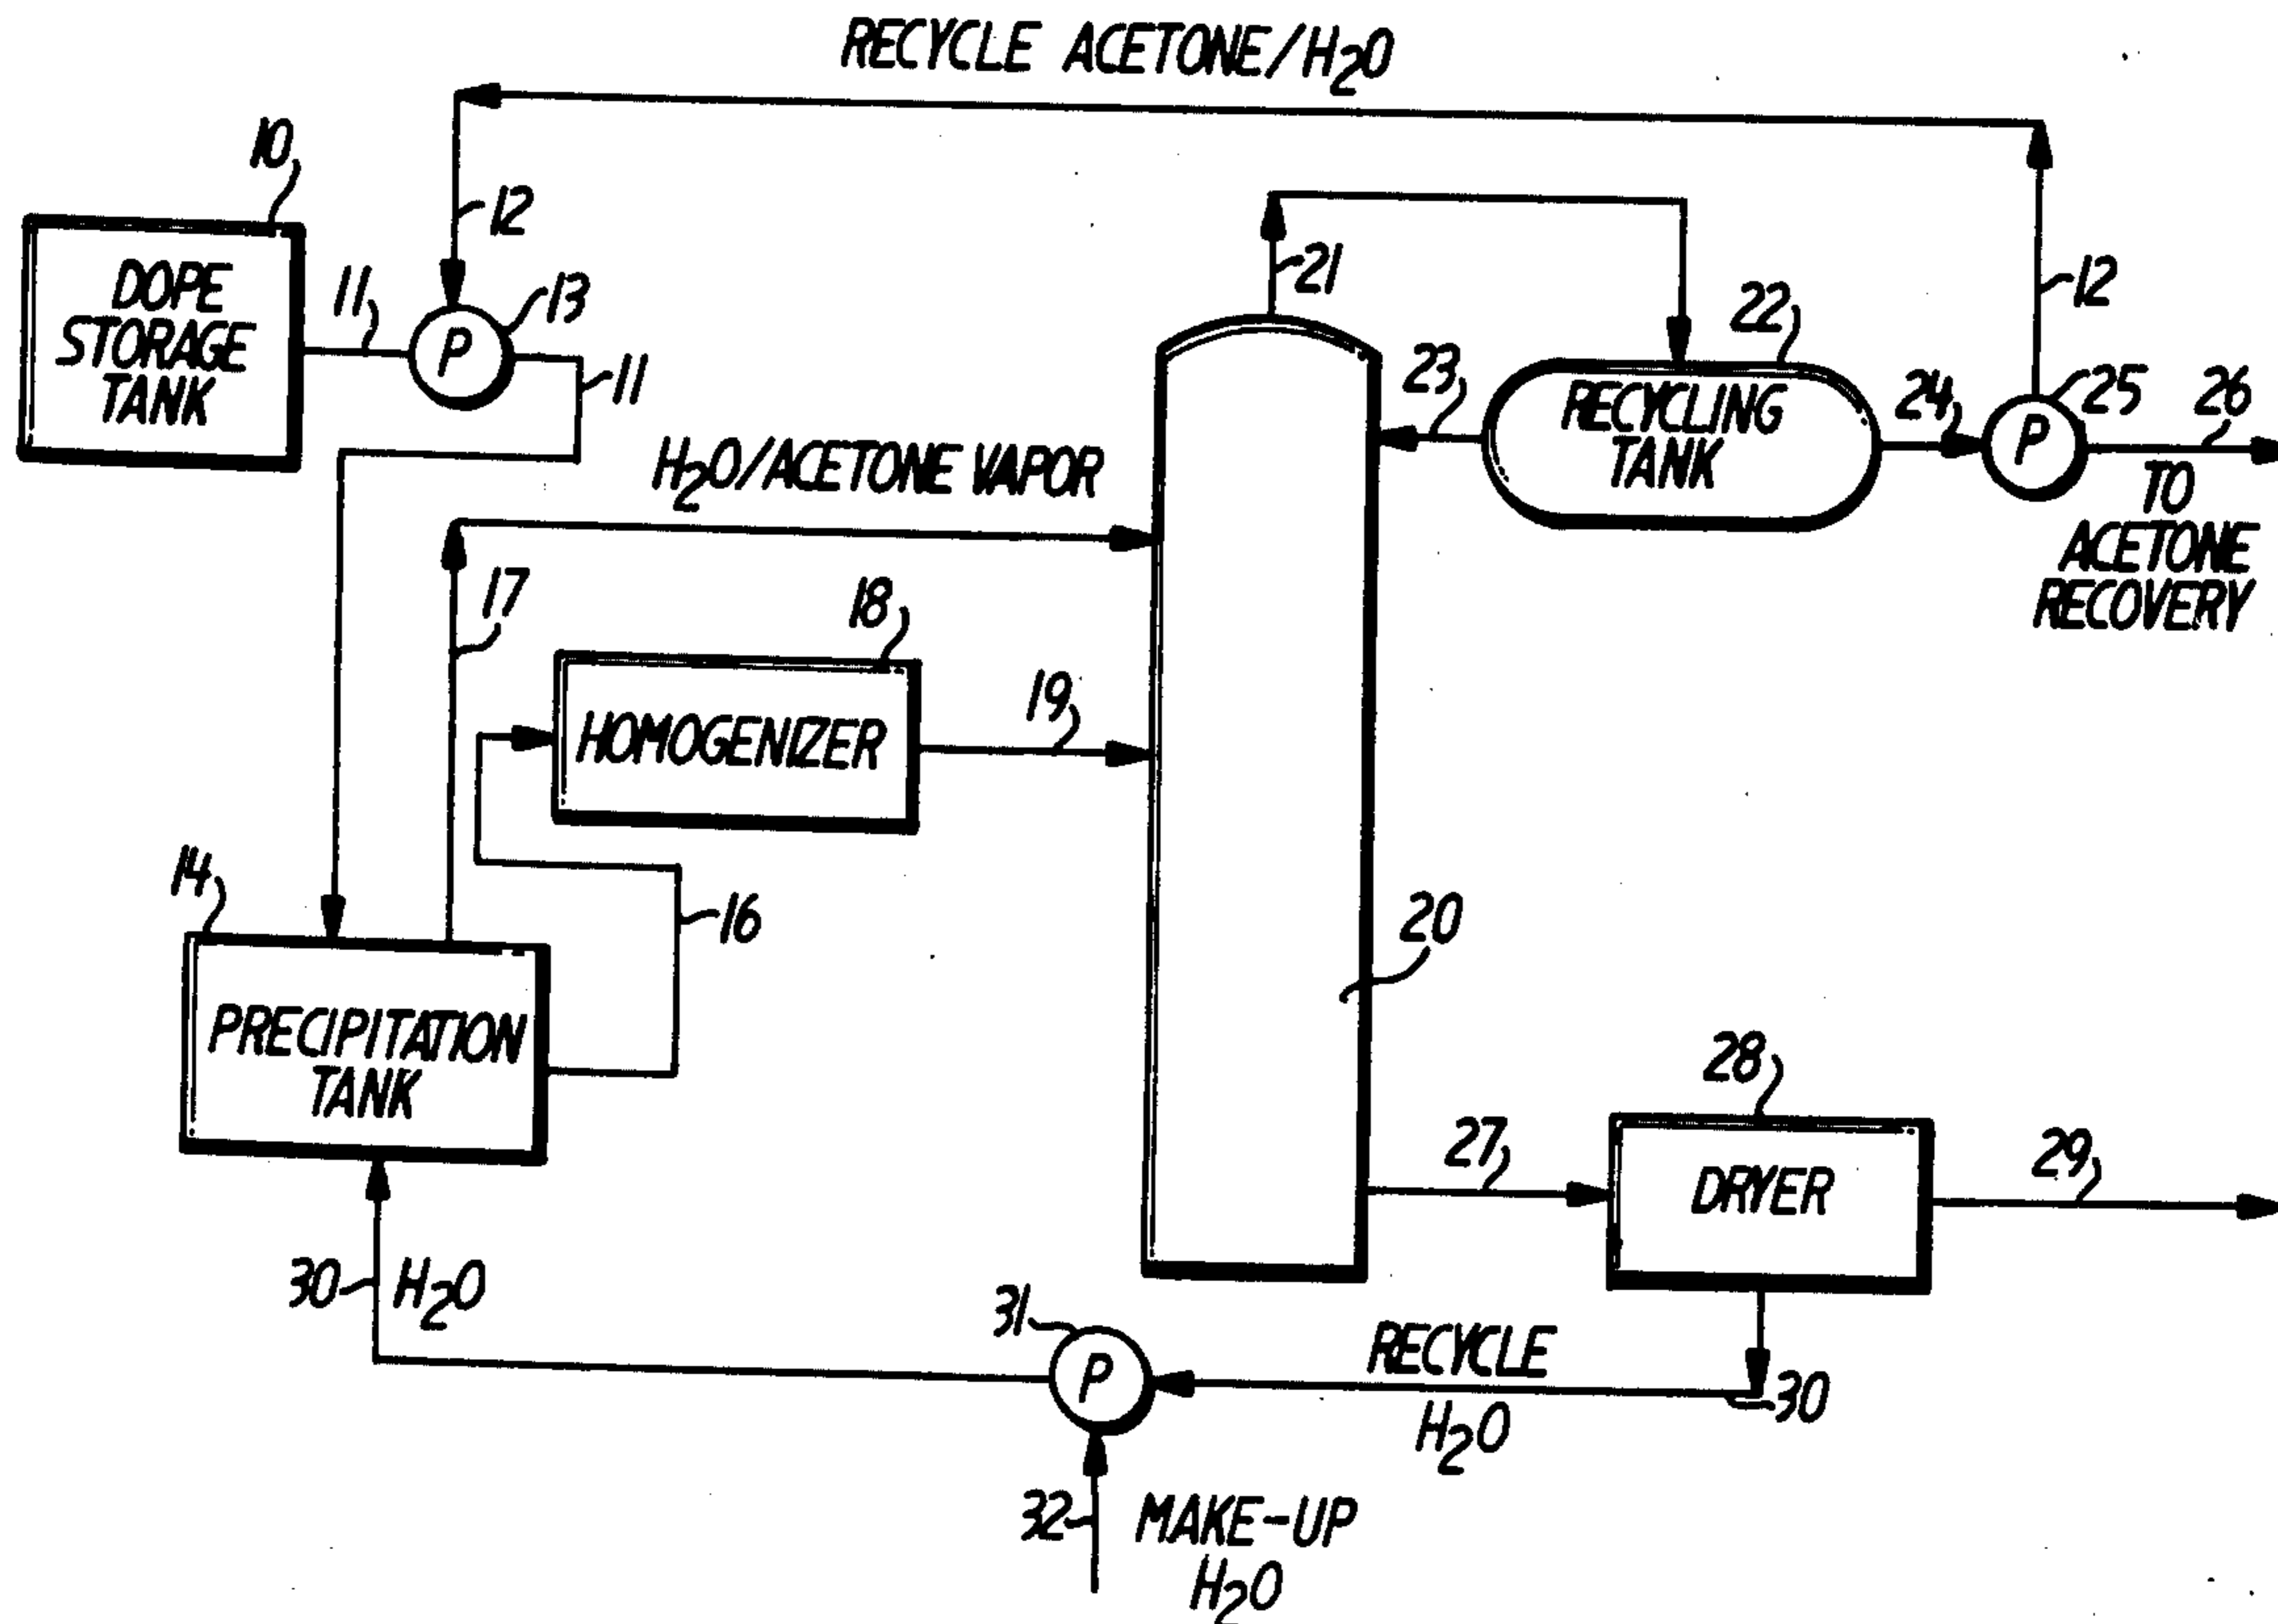 RECYCLE ACETONE/H2O
10
12
DOPE
STORAGE
TANK
11
P
13
11
21
22
12
23
RECYCLING
TANK
24
P
25
26
TO
ACETONE
RECOVERY
H2O/ACETONE VAPOR
17
18
HOMOGENIZER
19
14
16
20
PRECIPITATION
TANK
27
28
DRYER
29
30
H2O
31
P
RECYCLE
H2O
30
32
MAKE-UP
H2O